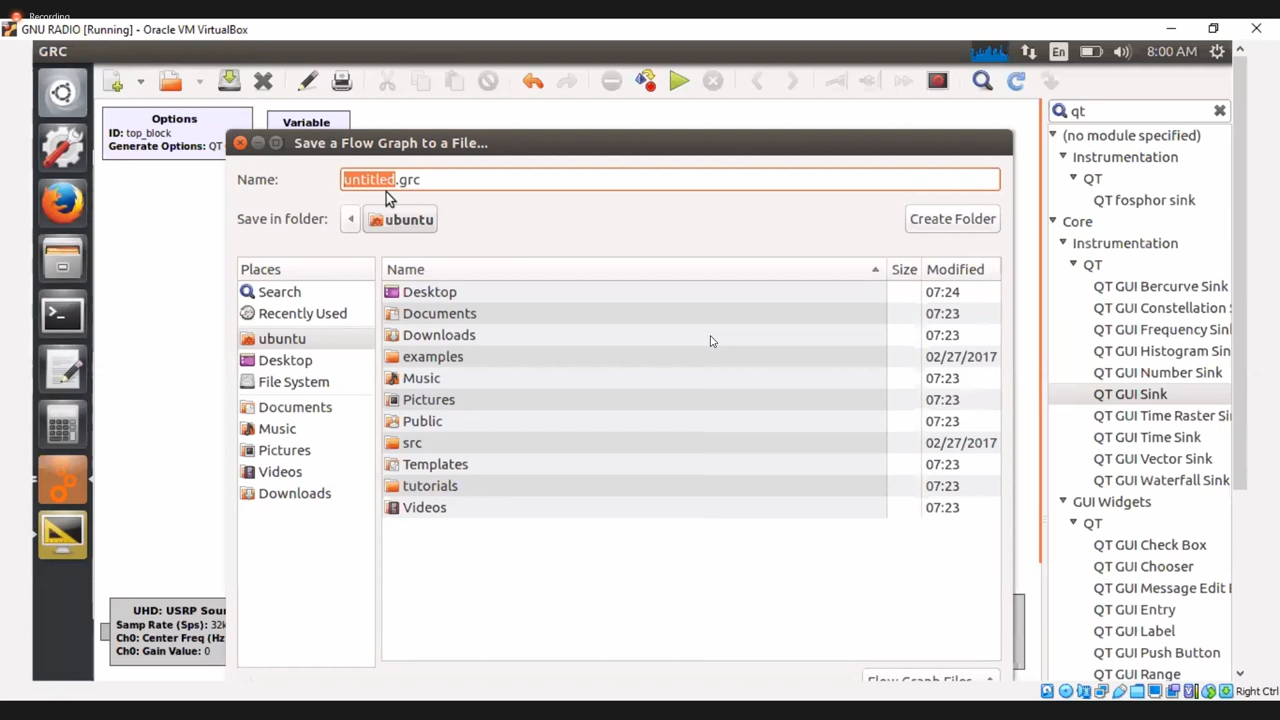 Recording
GNU RADIO [Running] - Oracle VM VirtualBox
GRC
En
8:00 AM
Options
ID: top_block
Generate Options: QT
Variable
qt
Save a Flow Graph to a File...
Name:
untitled.grc
Save in folder:
ubuntu
Create Folder
Places
Search
Recently Used
ubuntu
Desktop
File System
Documents
Music
Pictures
Videos
Downloads
Name
Size
Modified
Desktop
07:24
Documents
07:23
Downloads
07:23
examples
02/27/2017
Music
07:23
Pictures
07:23
Public
07:23
src
02/27/2017
Templates
07:23
tutorials
07:23
Videos
07:23
Flow Graph Files
(no module specified)
Instrumentation
QT
QT fosphor sink
Core
Instrumentation
QT
QT GUI Bercurve Sink
QT GUI Constellation
QT GUI Frequency Sin
QT GUI Histogram Sin
QT GUI Number Sink
QT GUI Sink
QT GUI Time Raster Si
QT GUI Time Sink
QT GUI Vector Sink
QT GUI Waterfall Sink
GUI Widgets
QT
QT GUI Check Box
QT GUI Chooser
QT GUI Message Edit
QT GUI Entry
QT GUI Label
QT GUI Push Button
QT GUI Range
UHD: USRP Sour
Samp Rate (Sps): 32k
Ch0: Center Freq (Hz
Ch0: Gain Value: 0
Right Ctrl